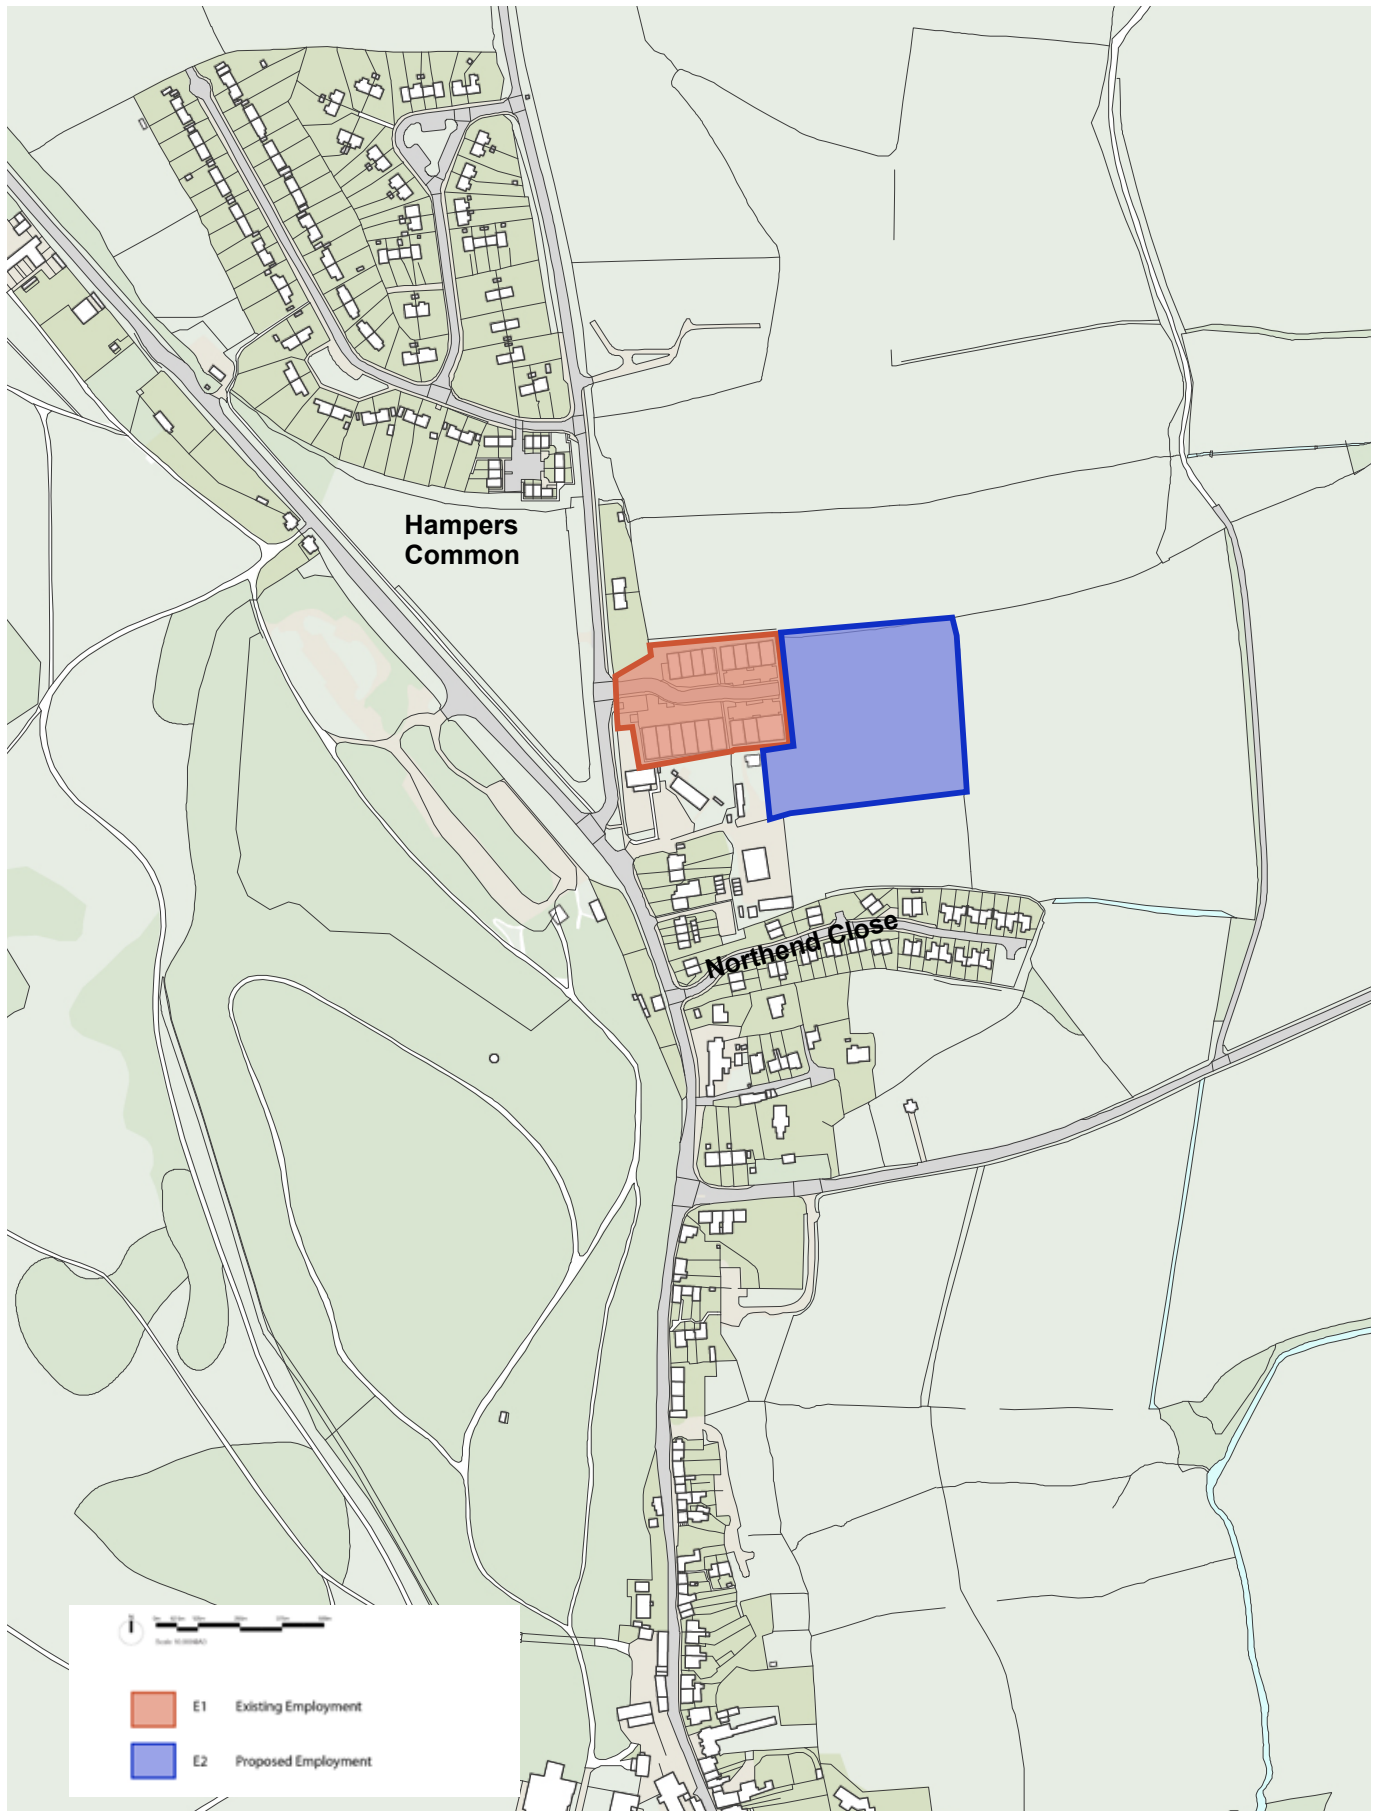 Hampers
Common
Northend Close
N
E1 Existing Employment
E2 Proposed Employment